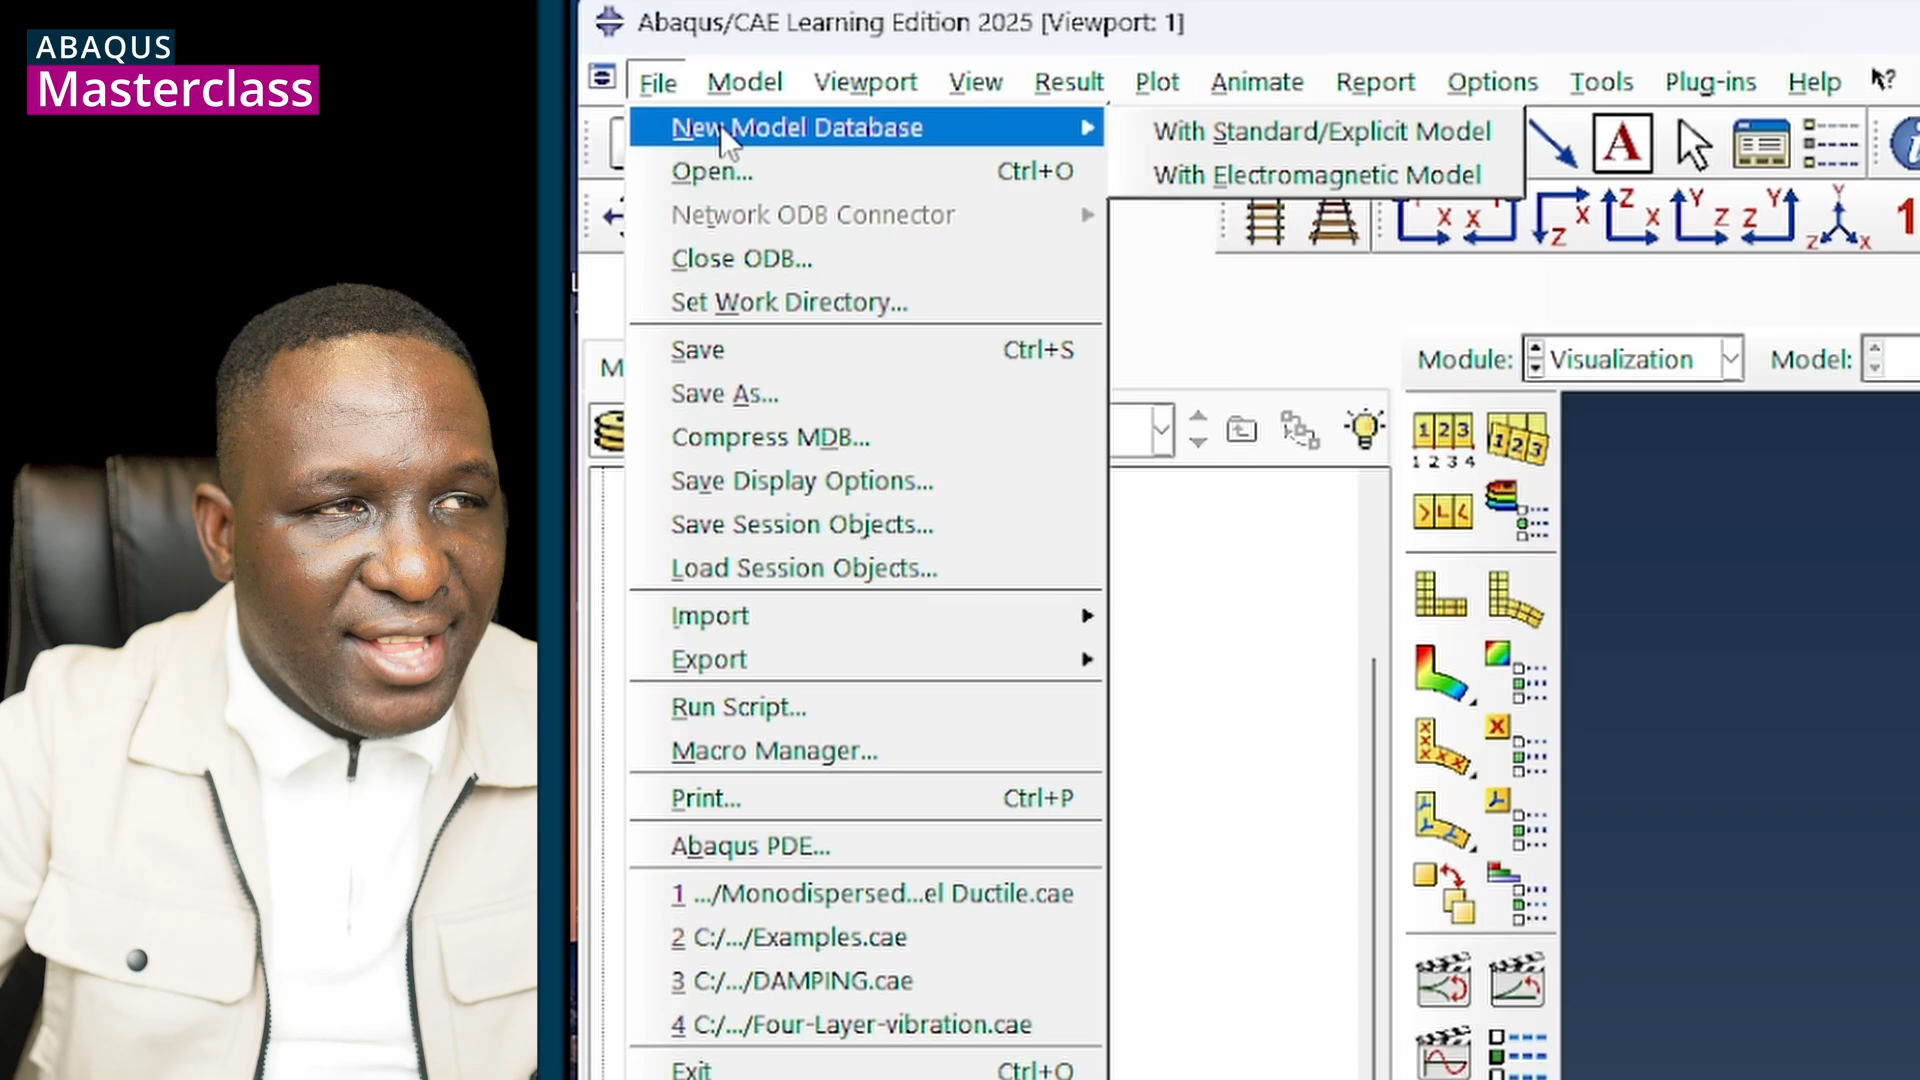 ABAQUS
Masterclass
Abaqus/CAE Learning Edition 2025 [Viewport: 1]
File Model Viewport View Result Plot Animate Report Options Tools Plug-ins Help
New Model Database
With Standard/Explicit Model
Open... Ctrl+O
With Electromagnetic Model
Network ODB Connector
Close ODB...
Set Work Directory...
Save Ctrl+S
Module: Visualization Model:
Save As...
Compress MDB...
Save Display Options...
Save Session Objects...
Load Session Objects...
Import
Export
Run Script...
Macro Manager...
Print... Ctrl+P
Abaqus PDE...
1 .../Monodispersed...el Ductile.cae
2 C:/.../Examples.cae
3 C:/.../DAMPING.cae
4 C:/.../Four-Layer-vibration.cae
Exit Ctrl+Q